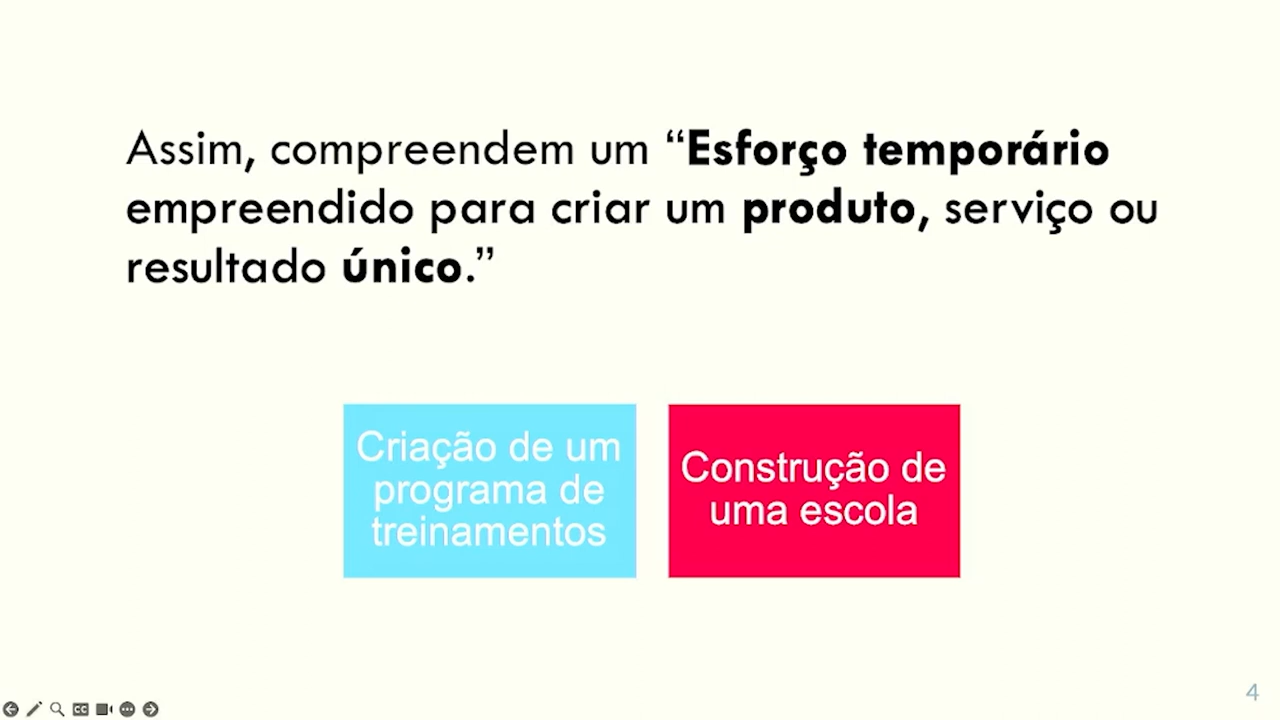 Assim, compreendem um “Esforço temporário
empreendido para criar um produto, serviço ou
resultado único.”
Criação de um
programa de
treinamentos
Construção de
uma escola
4
CC